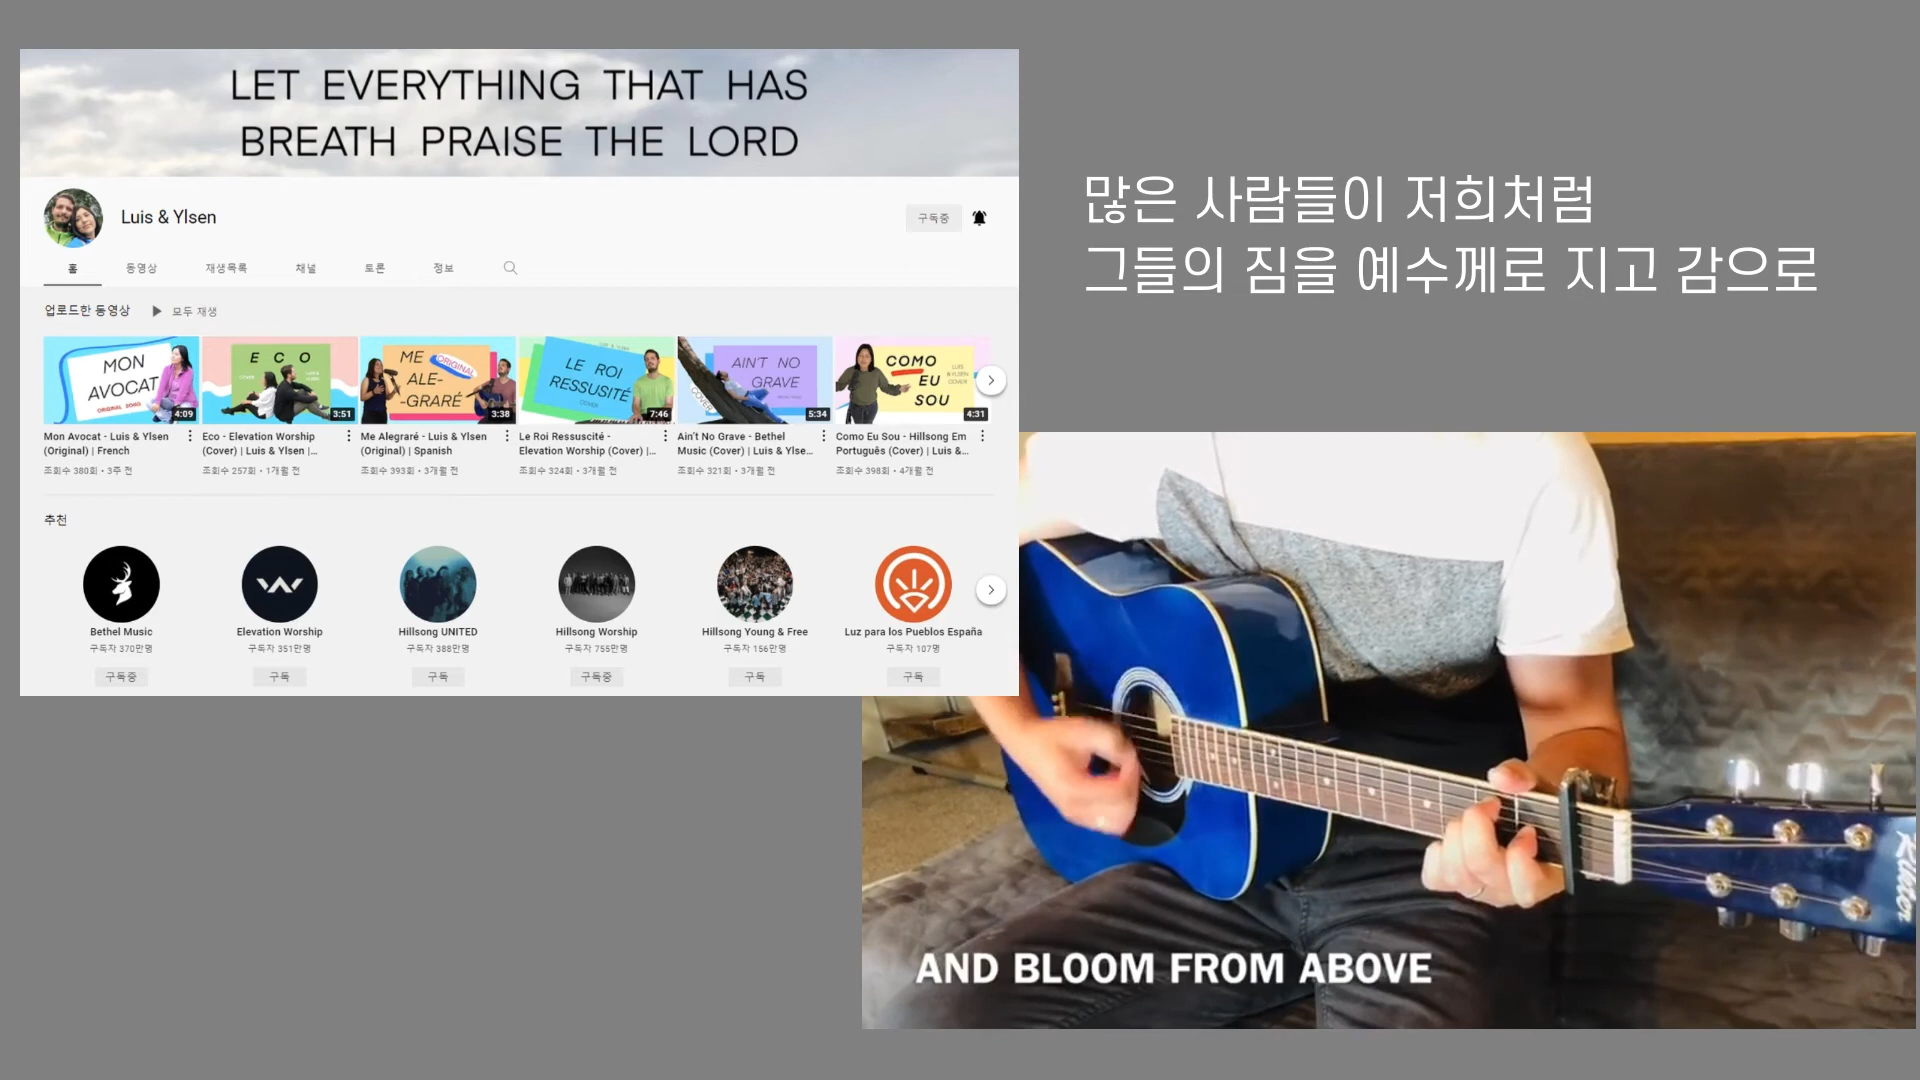 LET EVERYTHING THAT HAS
BREATH PRAISE THE LORD
Luis & Ylsen
구독중
홈 동영상 재생목록 채널 토론 정보
업로드한 동영상 모두 재생
MON
AVOCAT
ORIGINAL SONG
4:09
E C O
COVER
LUIS & YLSEN
3:51
ME ORIGINAL
ALE-
-GRARÉ
3:38
LE ROI
RESSUSITÉ
COVER
7:46
AIN'T NO
GRAVE
COVER
5:34
COMO
EU
SOU
LUIS
&YLSEN
COVER
4:31
Mon Avocat - Luis & Ylsen
(Original) | French
조회수 380회 • 3주 전
Eco - Elevation Worship
(Cover) | Luis & Ylsen |...
조회수 257회 • 1개월 전
Me Alegraré - Luis & Ylsen
(Original) | Spanish
조회수 393회 • 3개월 전
Le Roi Ressuscité -
Elevation Worship (Cover) |...
조회수 324회 • 3개월 전
Ain't No Grave - Bethel
Music (Cover) | Luis & Ylse...
조회수 321회 • 3개월 전
Como Eu Sou - Hillsong Em
Português (Cover) | Luis &...
조회수 398회 • 4개월 전
추천
Bethel Music
구독자 370만명
구독중
Elevation Worship
구독자 351만명
구독
Hillsong UNITED
구독자 388만명
구독
Hillsong Worship
구독자 755만명
구독중
Hillsong Young & Free
구독자 156만명
구독
Luz para los Pueblos España
구독자 107명
구독
많은 사람들이 저희처럼
그들의 짐을 예수께로 지고 감으로
AND BLOOM FROM ABOVE